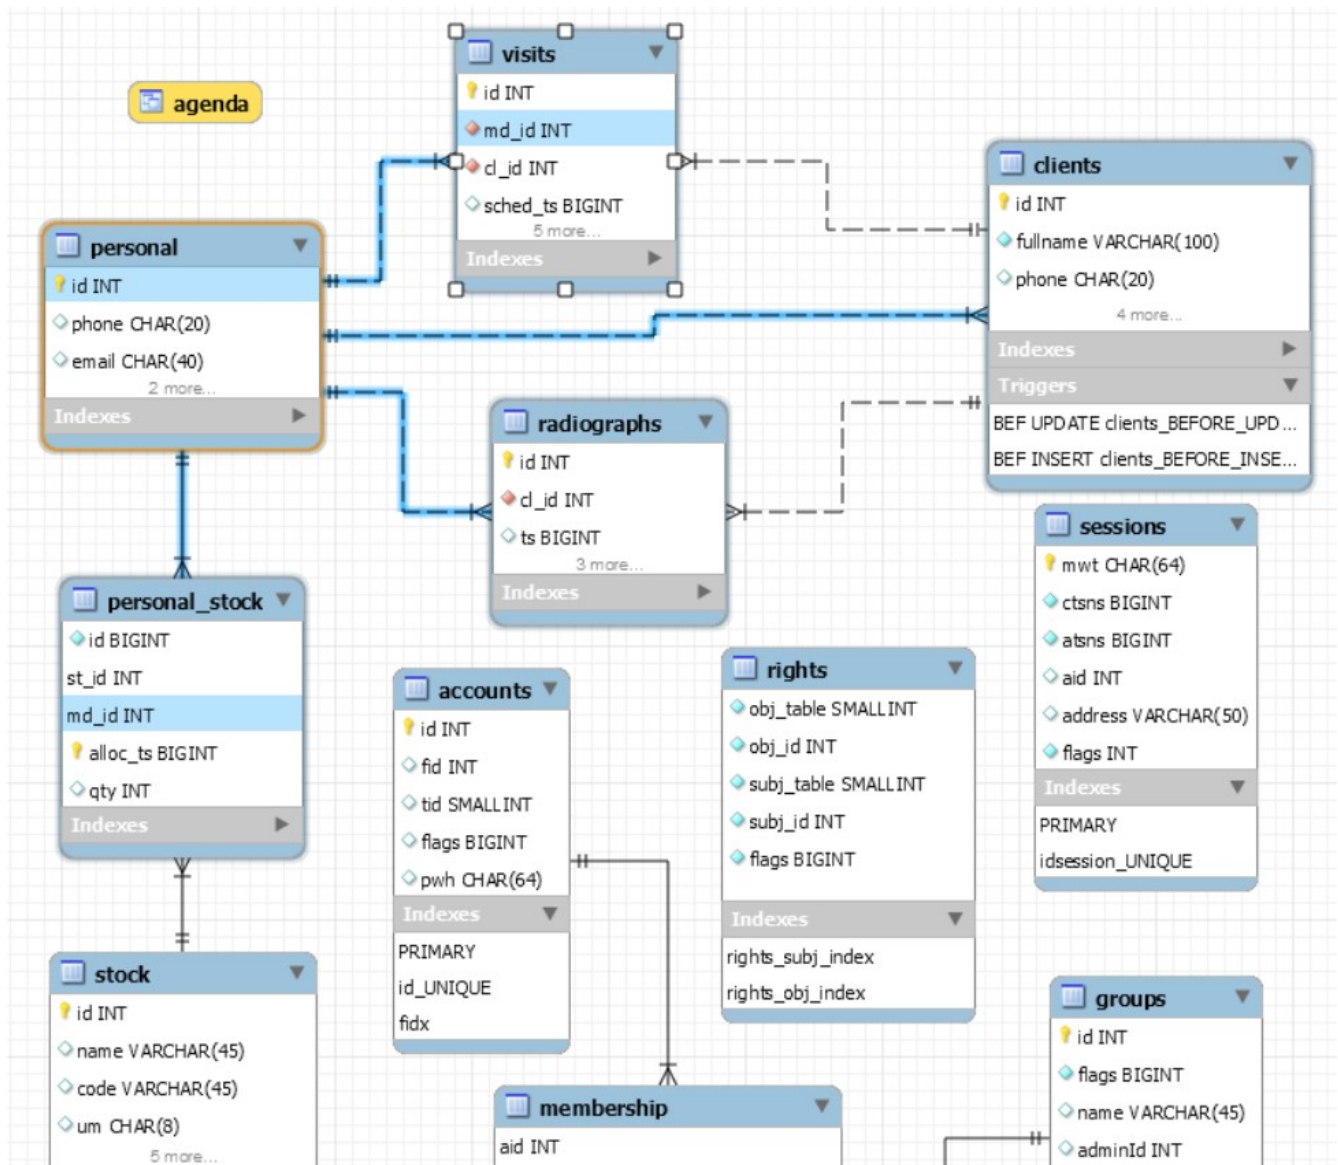 agenda
visits
id INT
md_id INT
cl_id INT
sched_ts BIGINT
5 more...
Indexes
personal
id INT
phone CHAR(20)
email CHAR(40)
2 more...
Indexes
clients
id INT
fullname VARCHAR(100)
phone CHAR(20)
4 more...
Indexes
Triggers
BEF UPDATE clients_BEFORE_UPD...
BEF INSERT clients_BEFORE_INSE...
radiographs
id INT
cl_id INT
ts BIGINT
3 more...
Indexes
personal_stock
id BIGINT
st_id INT
md_id INT
alloc_ts BIGINT
qty INT
Indexes
sessions
mwt CHAR(64)
ctsns BIGINT
atsns BIGINT
aid INT
address VARCHAR(50)
flags INT
Indexes
PRIMARY
idsession_UNIQUE
accounts
id INT
fid INT
tid SMALLINT
flags BIGINT
pwh CHAR(64)
Indexes
PRIMARY
id_UNIQUE
fidx
rights
obj_table SMALLINT
obj_id INT
subj_table SMALLINT
subj_id INT
flags BIGINT
Indexes
rights_subj_index
rights_obj_index
stock
id INT
name VARCHAR(45)
code VARCHAR(45)
um CHAR(8)
5 more...
membership
aid INT
groups
id INT
flags BIGINT
name VARCHAR(45)
adminId INT